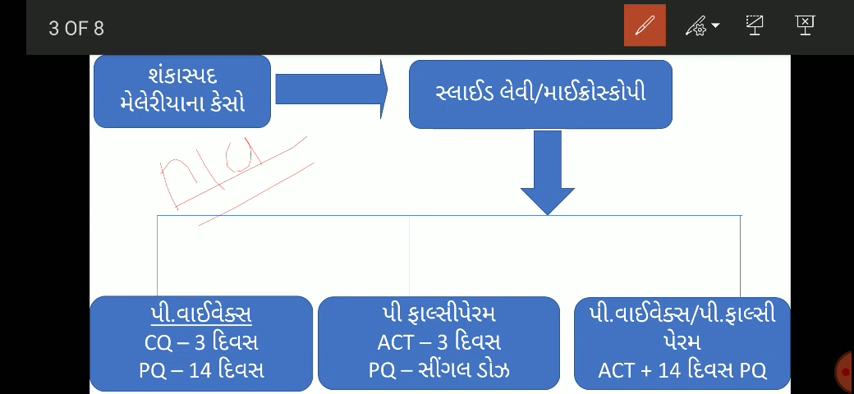 3 OF 8
શંકાસ્પદ
મેલેરીયાના કેસો
સ્લાઈડ લેવી/માઈક્રોસ્કોપી
પી.વાઈવેક્સ
CQ – 3 દિવસ
PQ – 14 દિવસ
પી ફાલ્સીપેરમ
ACT – 3 દિવસ
PQ – સીંગલ ડોઝ
પી.વાઈવેક્સ/પી.ફાલ્સી
પેરમ
ACT + 14 દિવસ PQ